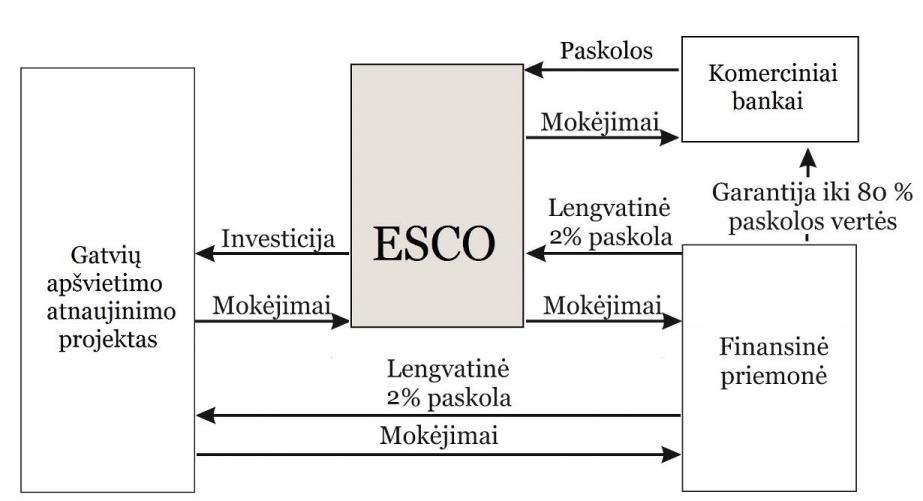 Paskolos
Komerciniai
bankai
Mokėjimai
Garantija iki 80 %
paskolos vertės
Lengvatinė
2% paskola
Investicija
ESCO
Gatvių
apšvietimo
atnaujinimo
projektas
Mokėjimai
Mokėjimai
Finansinė
priemonė
Lengvatinė
2% paskola
Mokėjimai